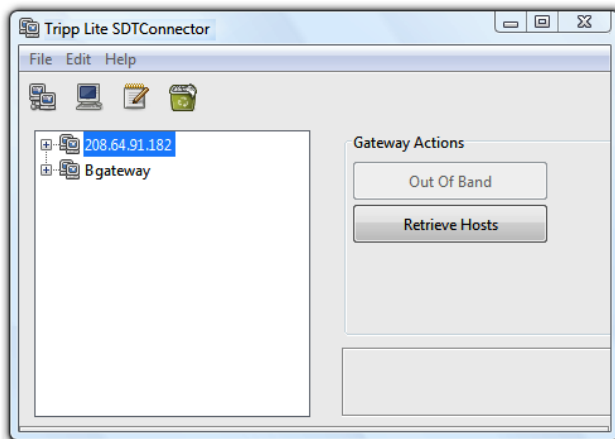 Tripp Lite SDTConnector
File Edit Help
208.64.91.182
Bgateway
Gateway Actions
Out Of Band
Retrieve Hosts